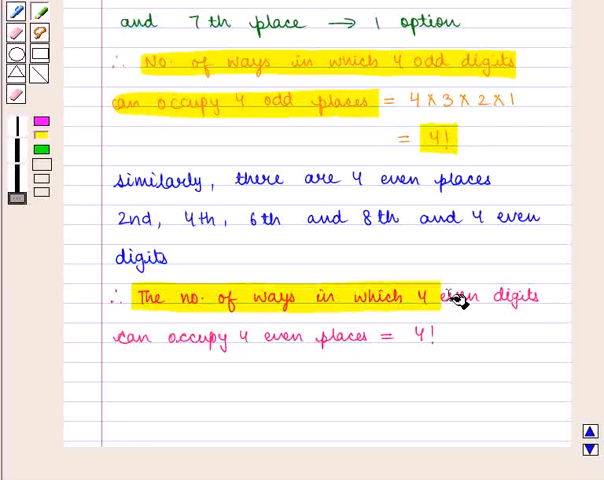 and 7th place → 1 option
∴ No. of ways in which 4 odd digits
can occupy 4 odd places = 4 x 3 x 2 x 1
= 4!
similarly, there are 4 even places
2nd, 4th, 6th and 8th and 4 even
digits
∴ The no. of ways in which 4 even digits
can occupy 4 even places = 4!